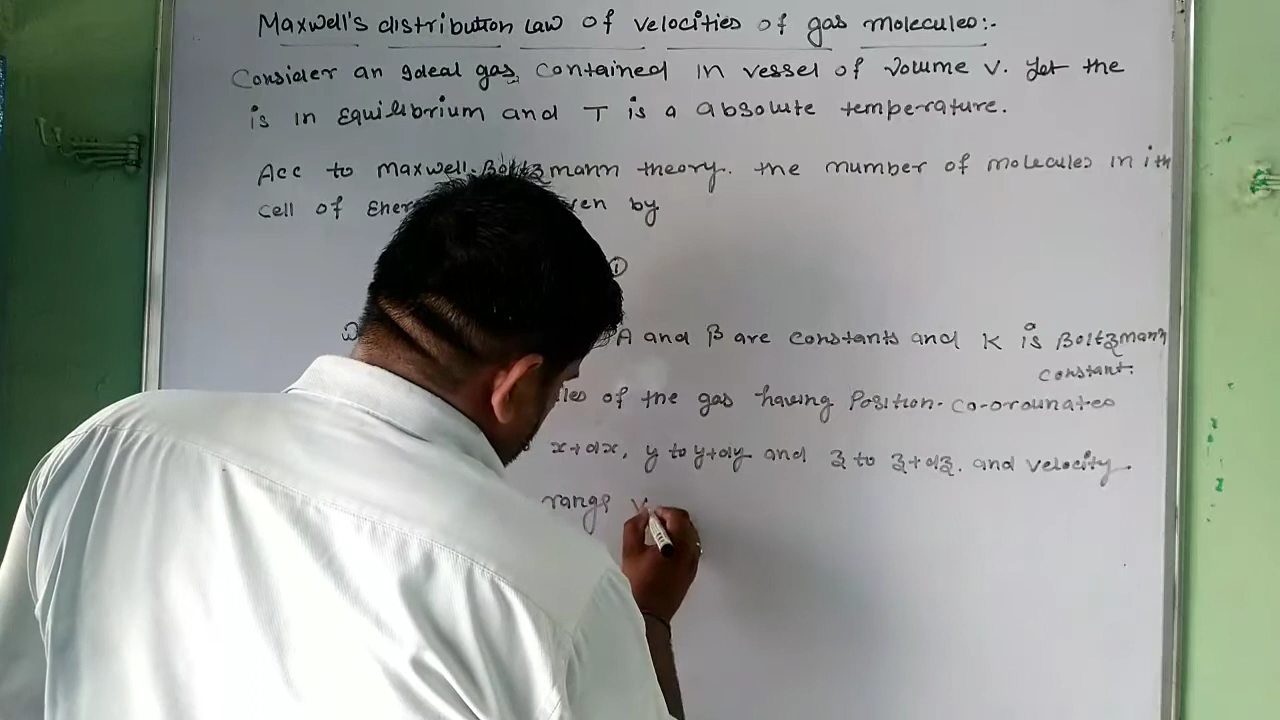 Maxwell's distribution Law of velocities of gas molecules:-
Consider an ideal gas contained in vessel of volume V. Let the
is in equilibrium and T is a absolute temperature.
Acc to Maxwell-Boltzmann theory. the number of molecules in ith
cell of given by
①
A and β are constants and K is Boltzmann
constant.
of the gas having Position co-ordinates
x+dx, y to y+dy and z to z+dz. and velocity
range v